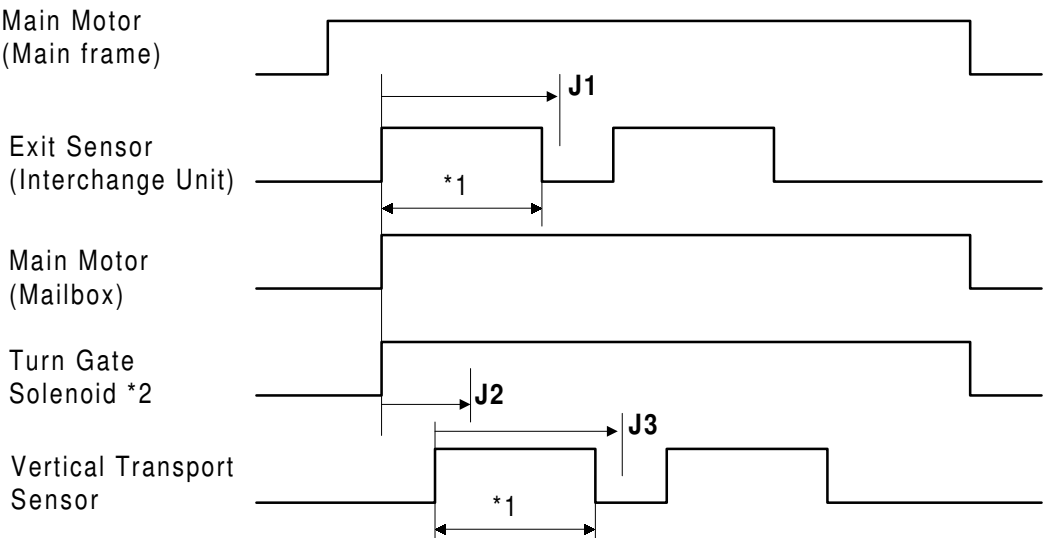 Main Motor
(Main frame)
J1
Exit Sensor
(Interchange Unit)
*1
Main Motor
(Mailbox)
Turn Gate
Solenoid *2
J2
J3
Vertical Transport
Sensor
*1